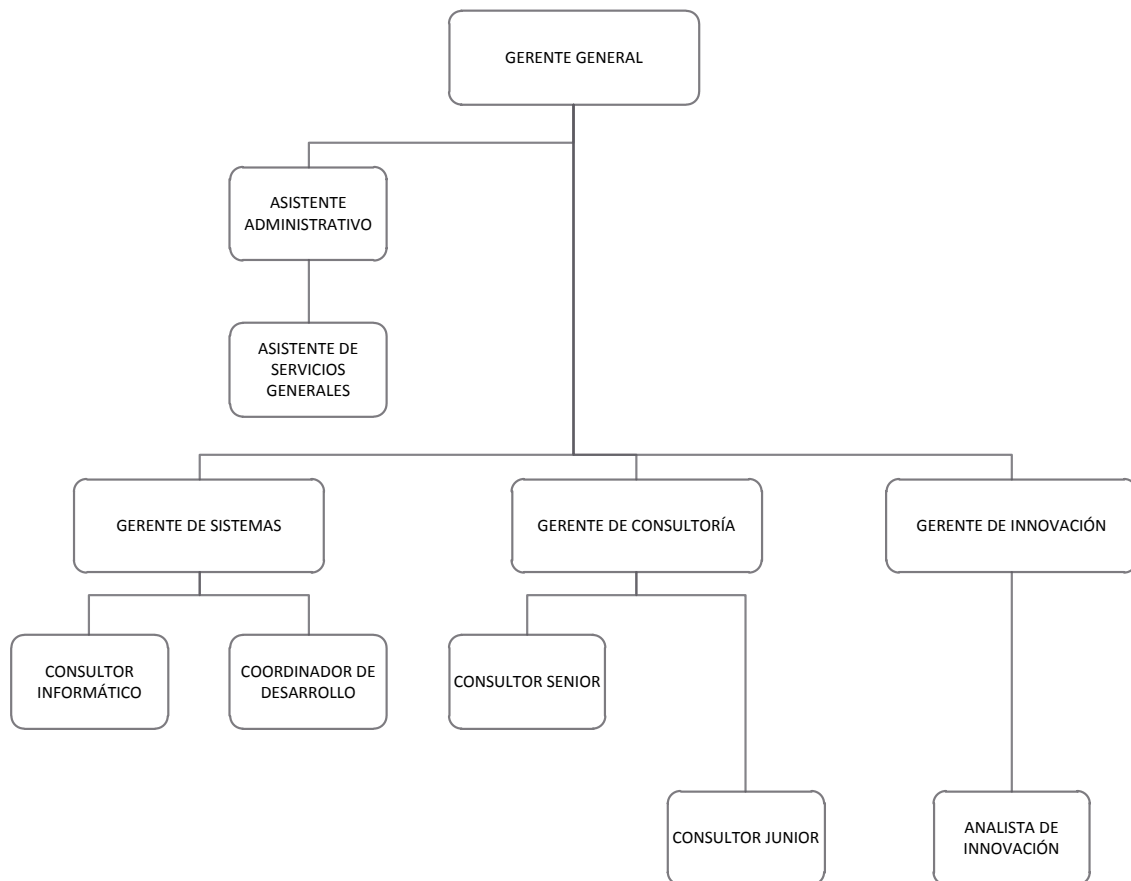 GERENTE GENERAL
ASISTENTE
ADMINISTRATIVO
ASISTENTE DE
SERVICIOS
GENERALES
GERENTE DE SISTEMAS
GERENTE DE CONSULTORÍA
GERENTE DE INNOVACIÓN
CONSULTOR
INFORMÁTICO
COORDINADOR DE
DESARROLLO
CONSULTOR SENIOR
CONSULTOR JUNIOR
ANALISTA DE
INNOVACIÓN